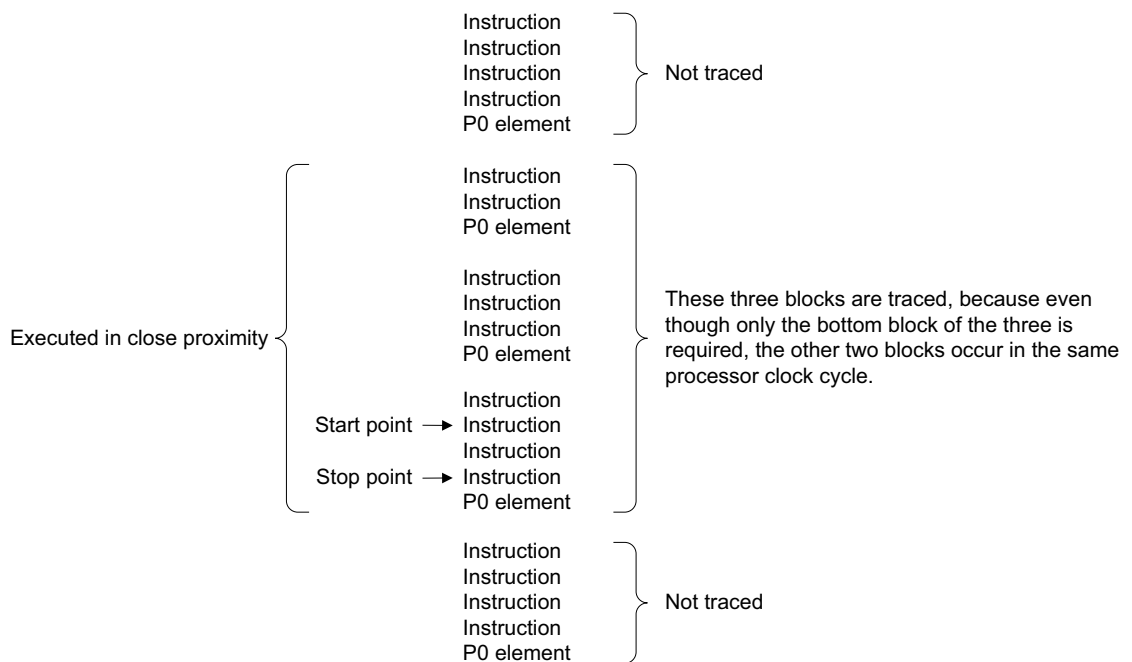 Instruction
Instruction
Instruction
Instruction
P0 element
Not traced
Instruction
Instruction
P0 element
Instruction
Instruction
Instruction
P0 element
Instruction
Start point
Instruction
Instruction
Stop point
Instruction
P0 element
Executed in close proximity
These three blocks are traced, because even
though only the bottom block of the three is
required, the other two blocks occur in the same
processor clock cycle.
Instruction
Instruction
Instruction
Instruction
P0 element
Not traced